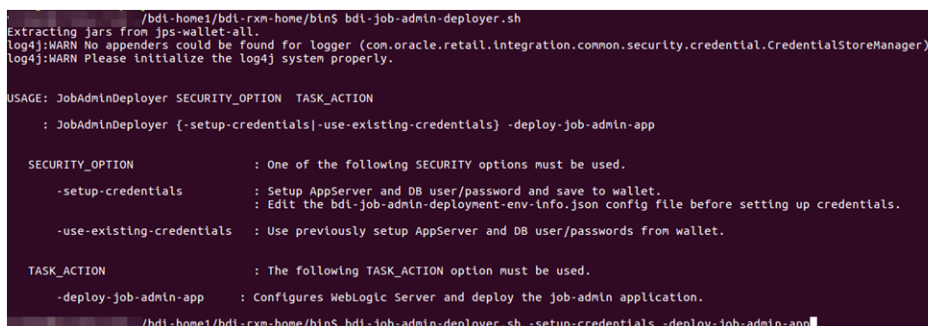 /bdi-home1/bdi-rxm-home/bin$ bdi-job-admin-deployer.sh
Extracting jars from jps-wallet-all.
log4j:WARN No appenders could be found for logger (com.oracle.retail.integration.common.security.credential.CredentialStoreManager)
log4j:WARN Please initialize the log4j system properly.
USAGE: JobAdminDeployer SECURITY_OPTION TASK_ACTION
: JobAdminDeployer {-setup-credentials|-use-existing-credentials} -deploy-job-admin-app
SECURITY_OPTION : One of the following SECURITY options must be used.
-setup-credentials : Setup AppServer and DB user/password and save to wallet.
: Edit the bdi-job-admin-deployment-env-info.json config file before setting up credentials.
-use-existing-credentials : Use previously setup AppServer and DB user/passwords from wallet.
TASK_ACTION : The following TASK_ACTION option must be used.
-deploy-job-admin-app : Configures WebLogic Server and deploy the job-admin application.
/bdi-home1/bdi-rxm-home/bin$ bdi-job-admin-deployer.sh -setup-credentials -deploy-job-admin-app